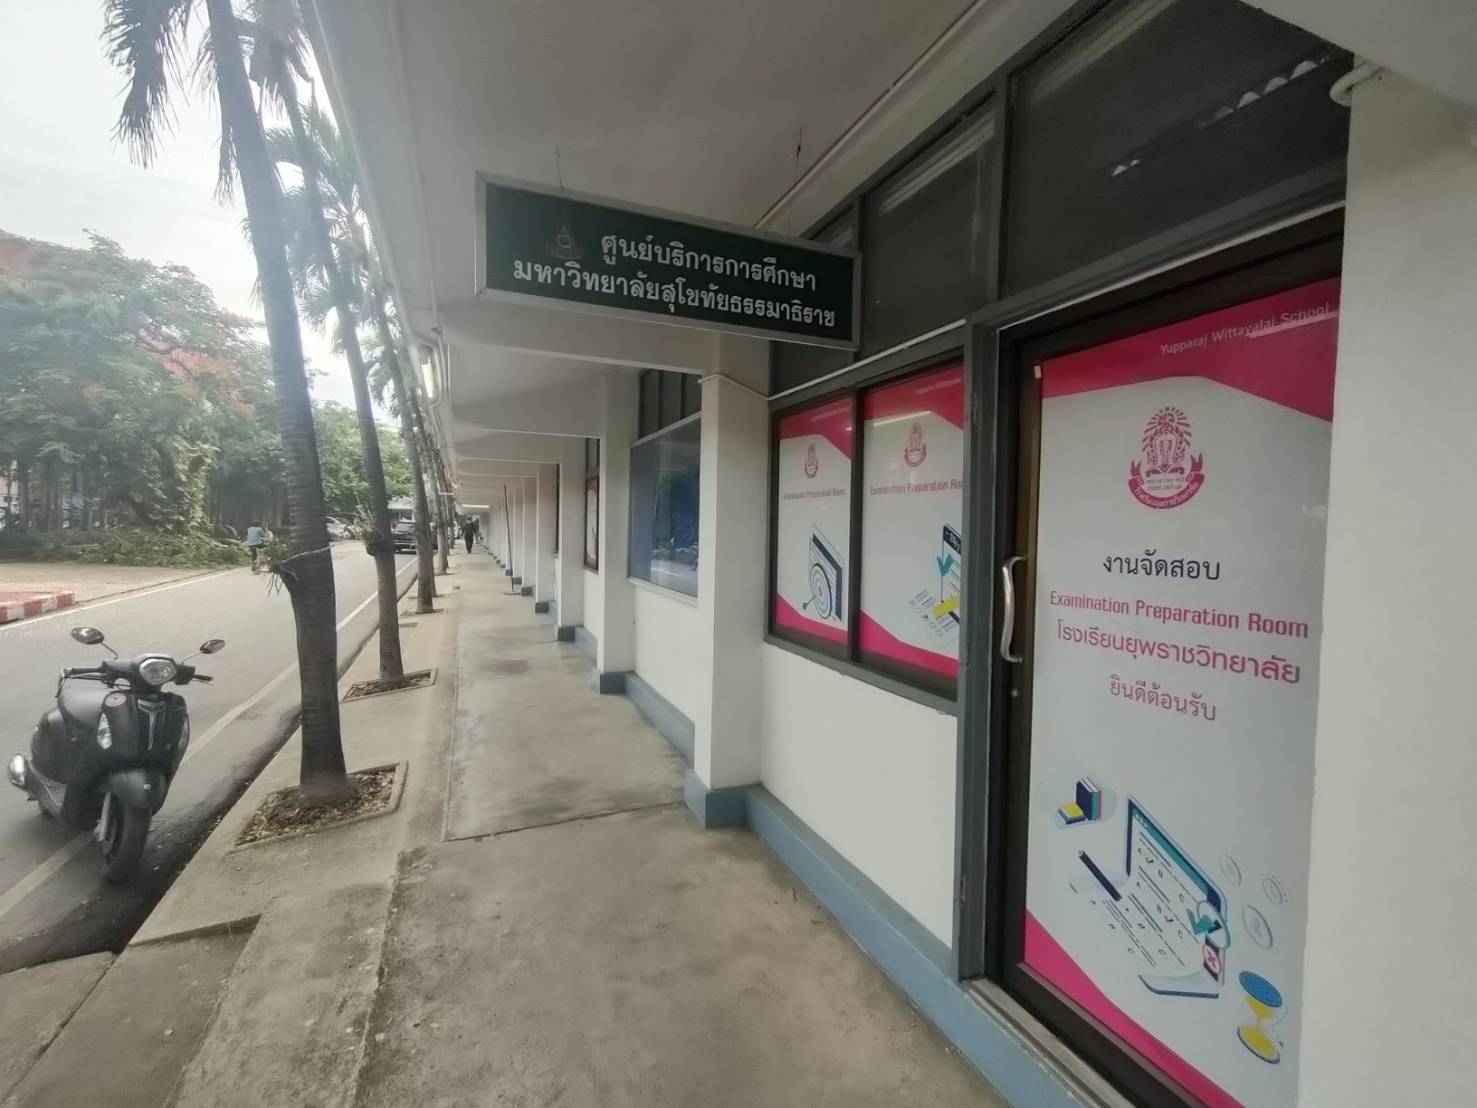 ศูนย์บริการการศึกษา
มหาวิทยาลัยสุโขทัยธรรมาธิราช
Yupparaj Wittayalai School
งานจัดสอบ
Examination Preparation Room
โรงเรียนยุพราชวิทยาลัย
ยินดีต้อนรับ
Examination Preparation Room
Examination Preparation Roo